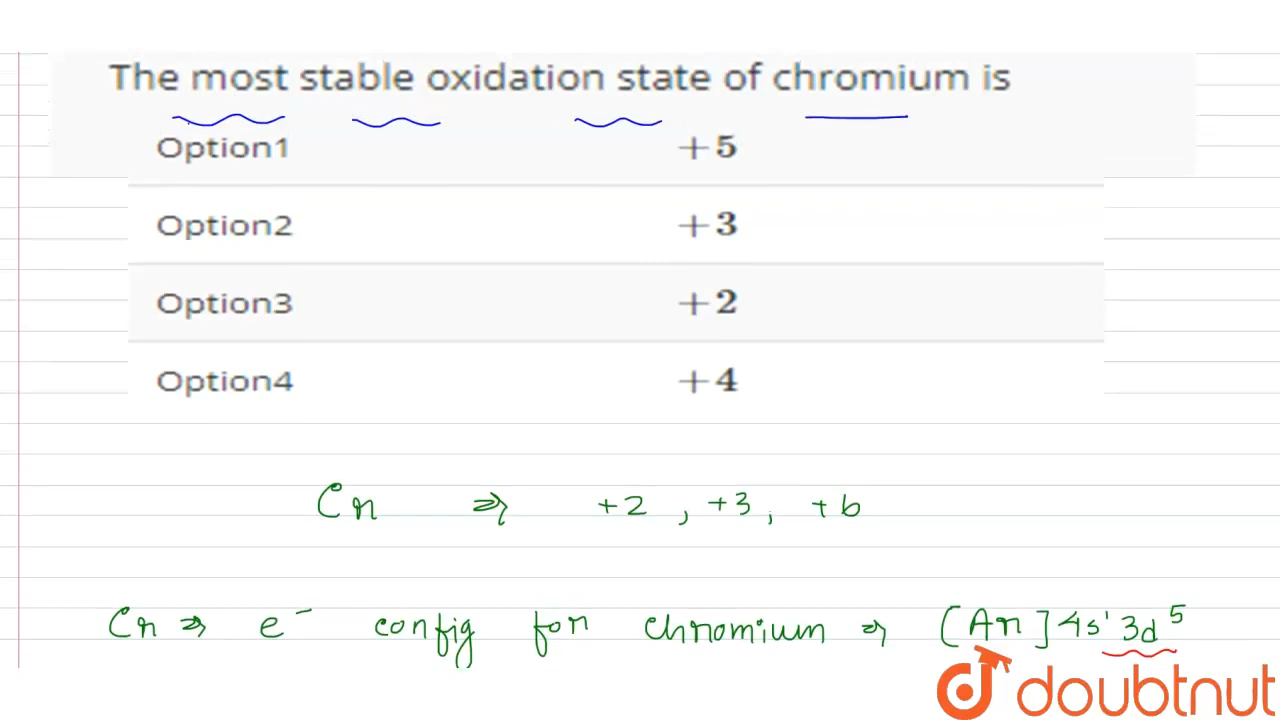 The most stable oxidation state of chromium is
Option1 +5
Option2 +3
Option3 +2
Option4 +4
Cr ⇒ +2, +3, +6
Cr ⇒ e⁻ config for chromium ⇒ [Ar] 4s¹ 3d⁵
doubtnut